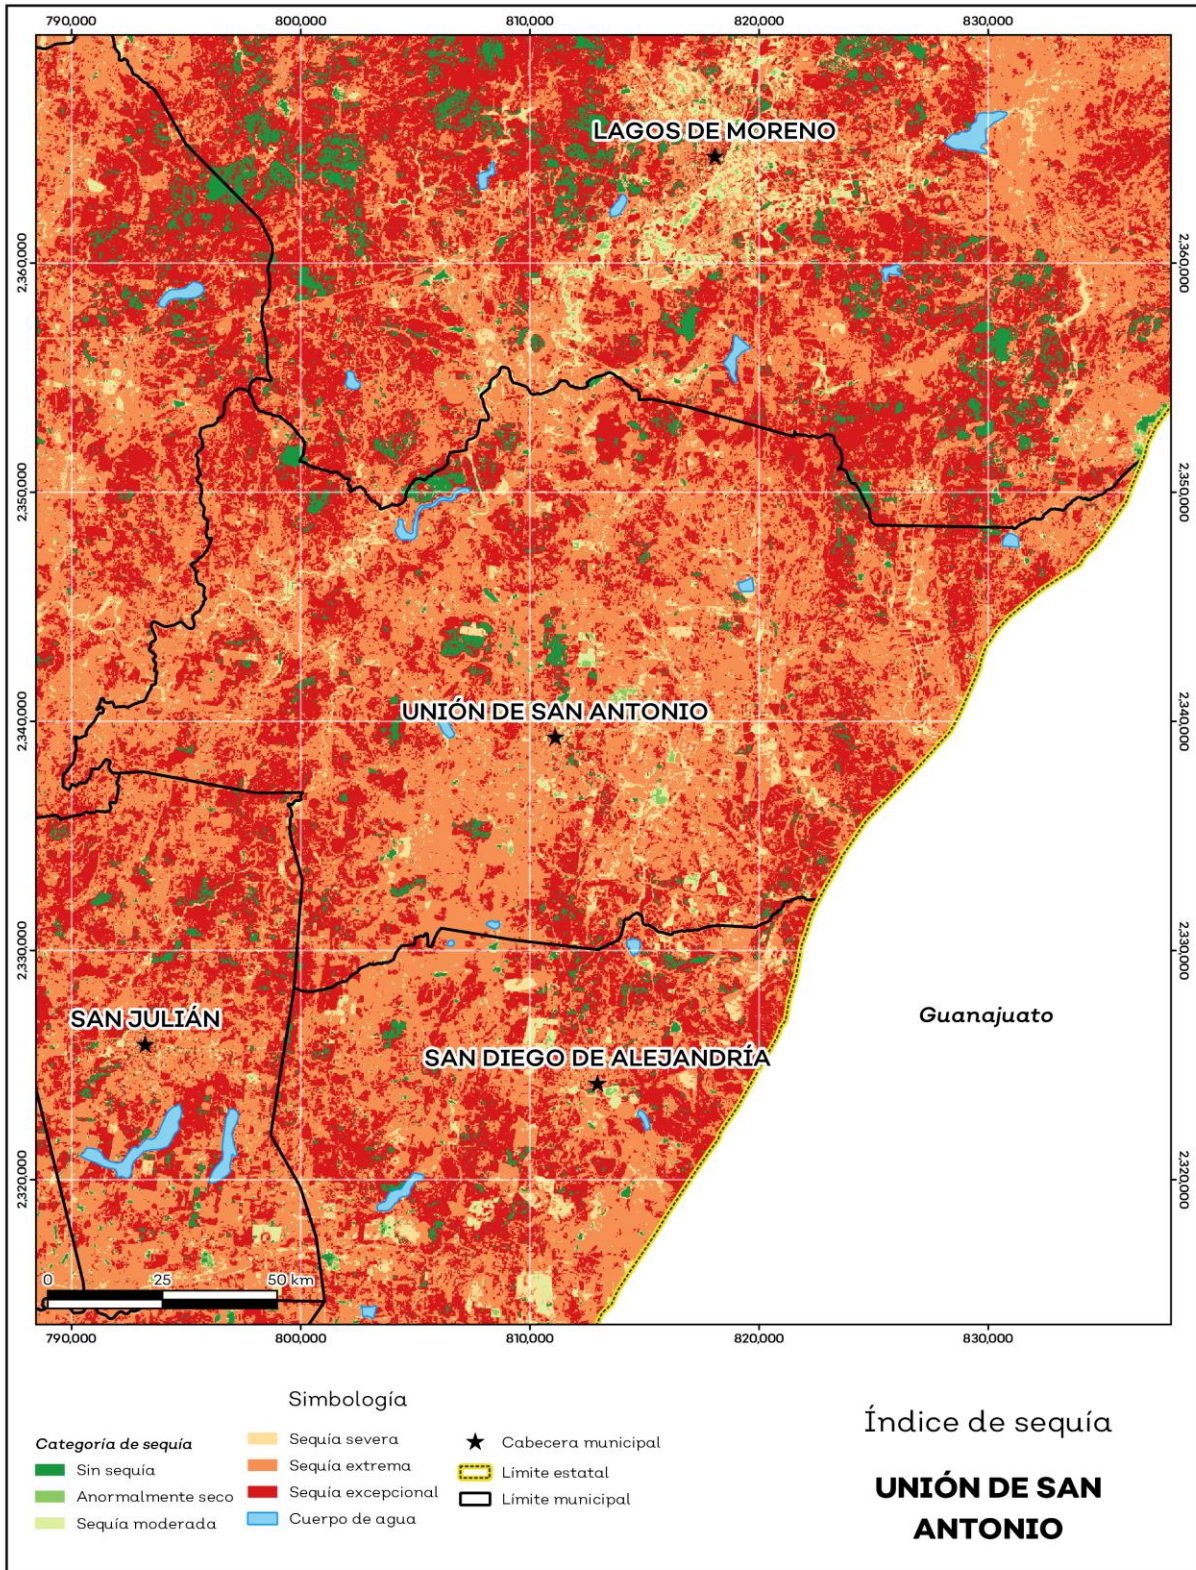 790,000 800,000 810,000 820,000 830,000
LAGOS DE MORENO
2,360,000 2,360,000
2,350,000 2,350,000
UNIÓN DE SAN ANTONIO
2,340,000 2,340,000
2,330,000 2,330,000
SAN JULIÁN
Guanajuato
SAN DIEGO DE ALEJANDRÍA
2,320,000 2,320,000
0 25 50 km
790,000 800,000 810,000 820,000 830,000
Simbología
Categoría de sequía
Sin sequía
Anormalmente seco
Sequía moderada
Sequía severa
Sequía extrema
Sequía excepcional
Cuerpo de agua
Cabecera municipal
Límite estatal
Límite municipal
Índice de sequía
UNIÓN DE SAN
ANTONIO